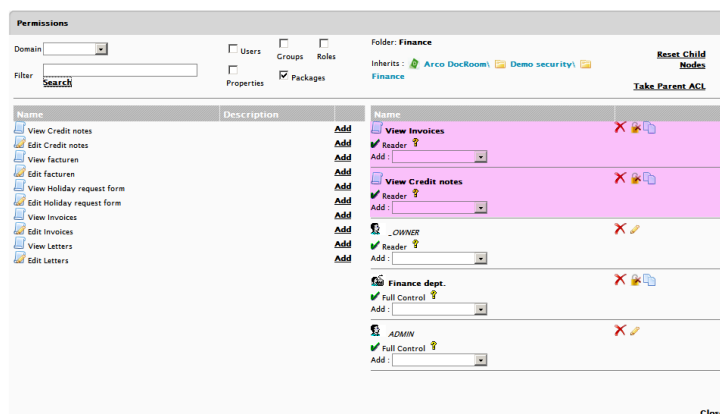 Permissions
Domain
Users
Groups
Roles
Filter
Search
Properties
Packages
Folder: Finance
Inherits : Arco DocRoom\ Demo security\
Finance
Reset Child
Nodes
Take Parent ACL
Name Description
View Credit notes Add
Edit Credit notes Add
View facturen Add
Edit facturen Add
View Holiday request form Add
Edit Holiday request form Add
View Invoices Add
Edit Invoices Add
View Letters Add
Edit Letters Add
Name
View Invoices
Reader ?
Add :
View Credit notes
Reader ?
Add :
_OWNER
Reader ?
Add :
Finance dept.
Full Control ?
Add :
ADMIN
Full Control ?
Add :
Clos